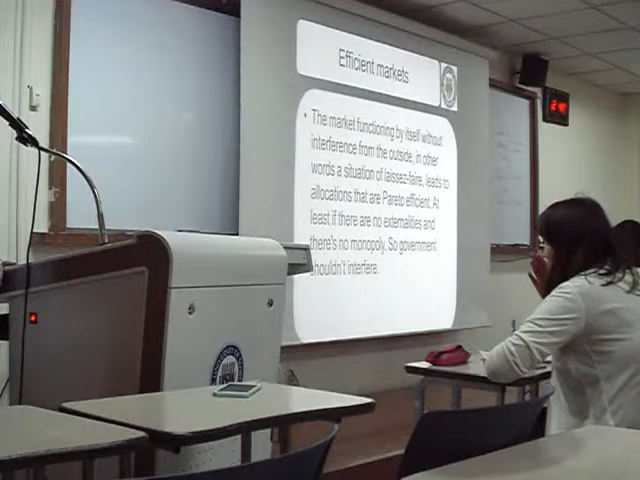 Efficient markets
• The market functioning by itself without
interference from the outside, in other
words a situation of laissez-faire, leads to
allocations that are Pareto efficient. At
least if there are no externalities and
there's no monopoly. So government
shouldn't interfere.